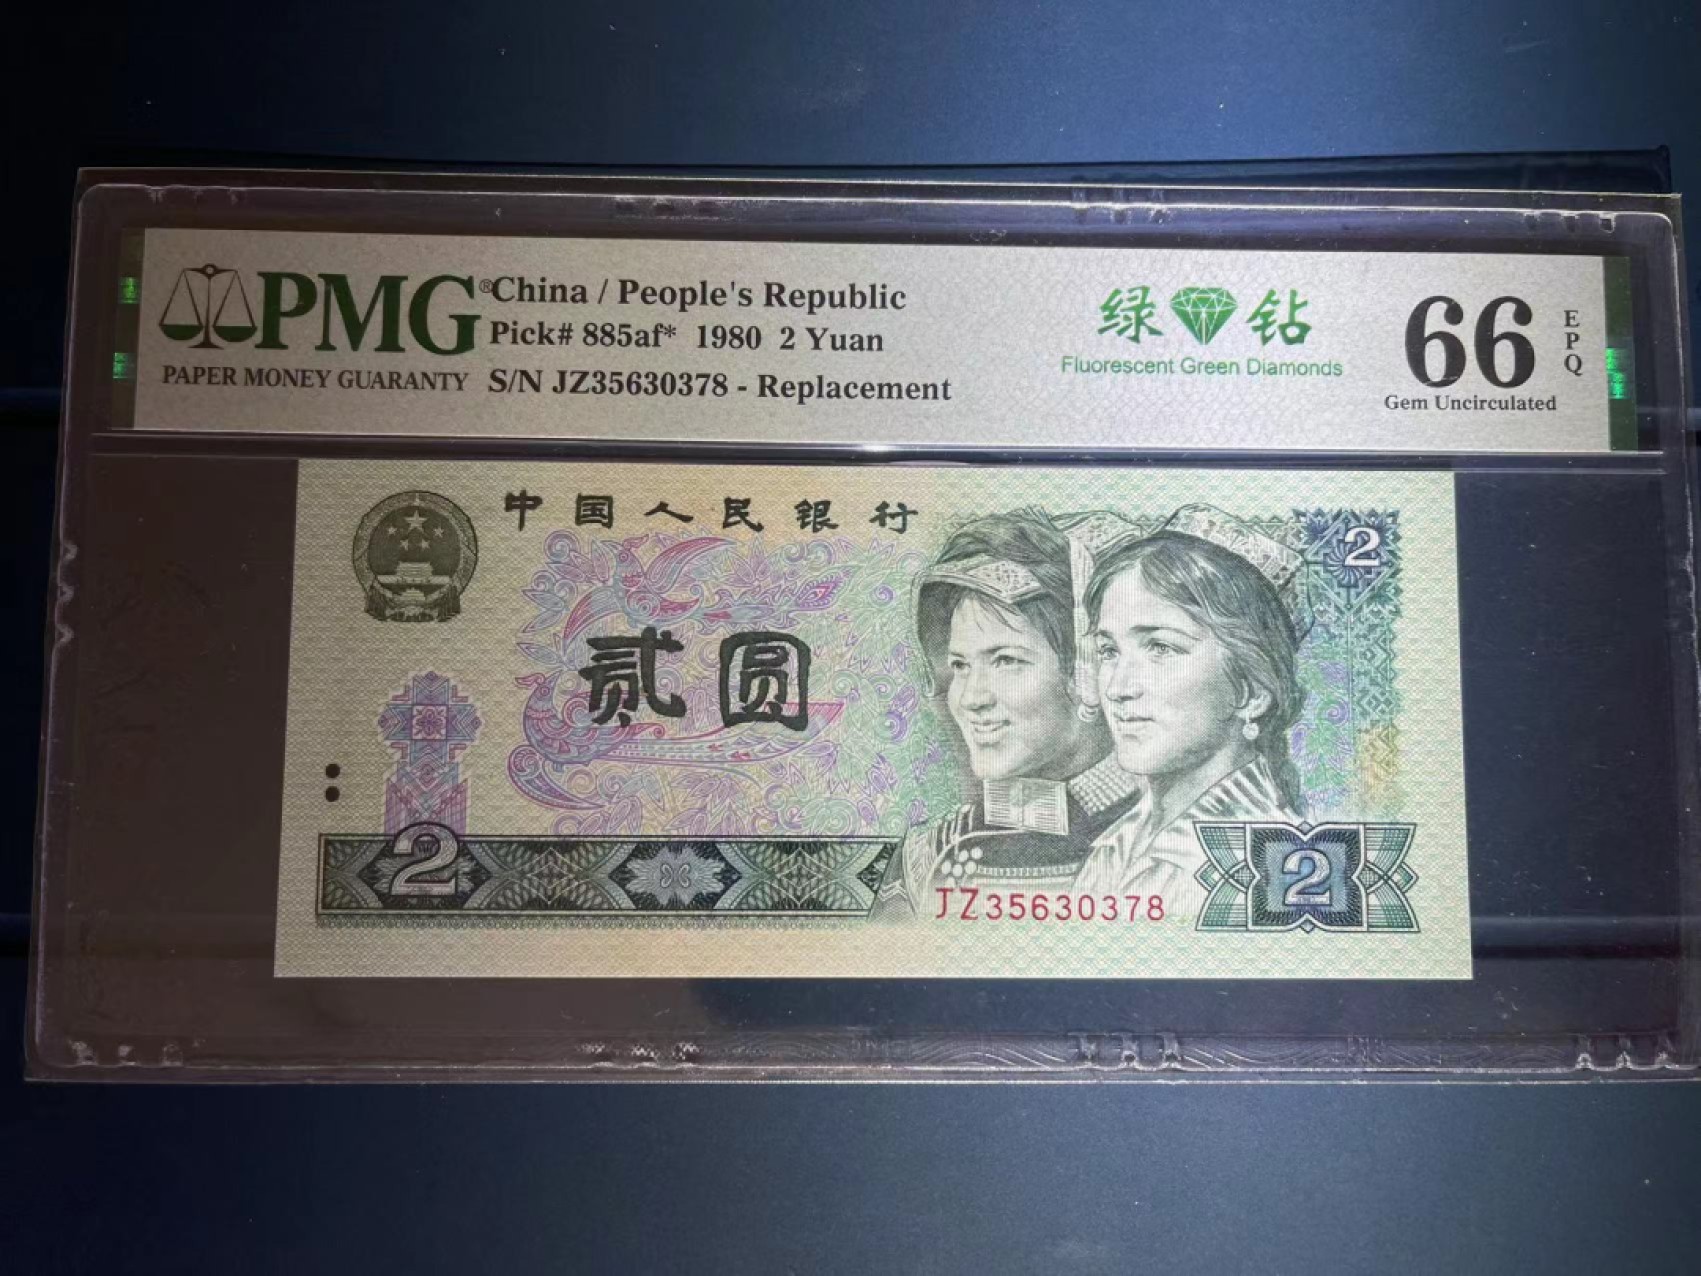 PMG® China / People's Republic
Pick# 885af* 1980 2 Yuan
PAPER MONEY GUARANTY S/N JZ35630378 - Replacement
绿 钻
Fluorescent Green Diamonds
66 EPQ
Gem Uncirculated
中国人民银行
2
贰圆
2
JZ35630378
2